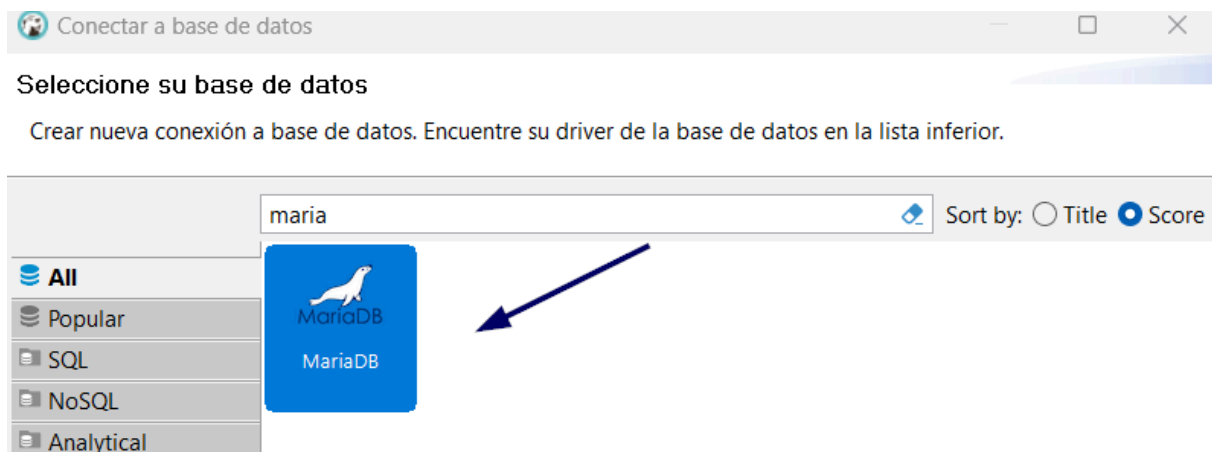 Conectar a base de datos
Seleccione su base de datos
Crear nueva conexión a base de datos. Encuentre su driver de la base de datos en la lista inferior.
maria
Sort by: Title Score
All
Popular
SQL
NoSQL
Analytical
MariaDB
MariaDB